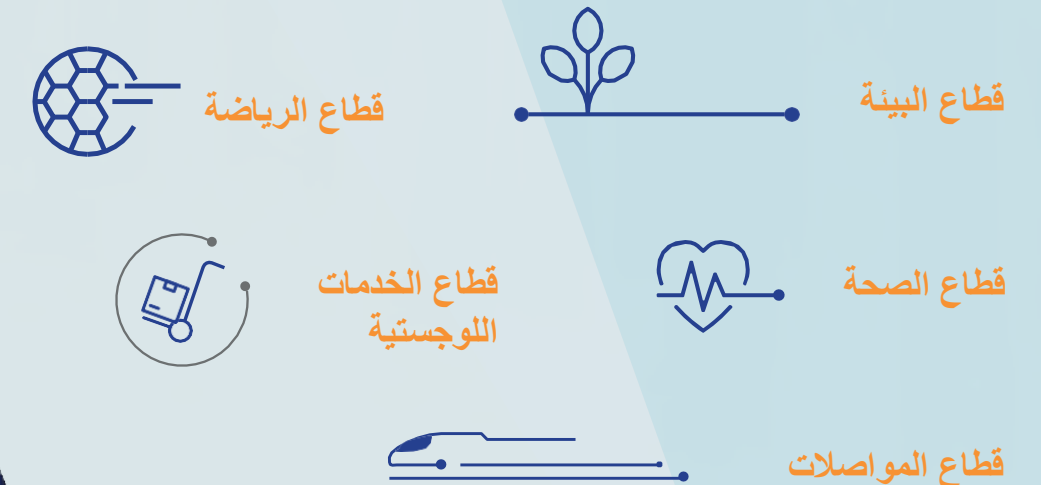 قطاع البيئة
قطاع الرياضة
قطاع الصحة
قطاع الخدمات
اللوجستية
قطاع المواصلات